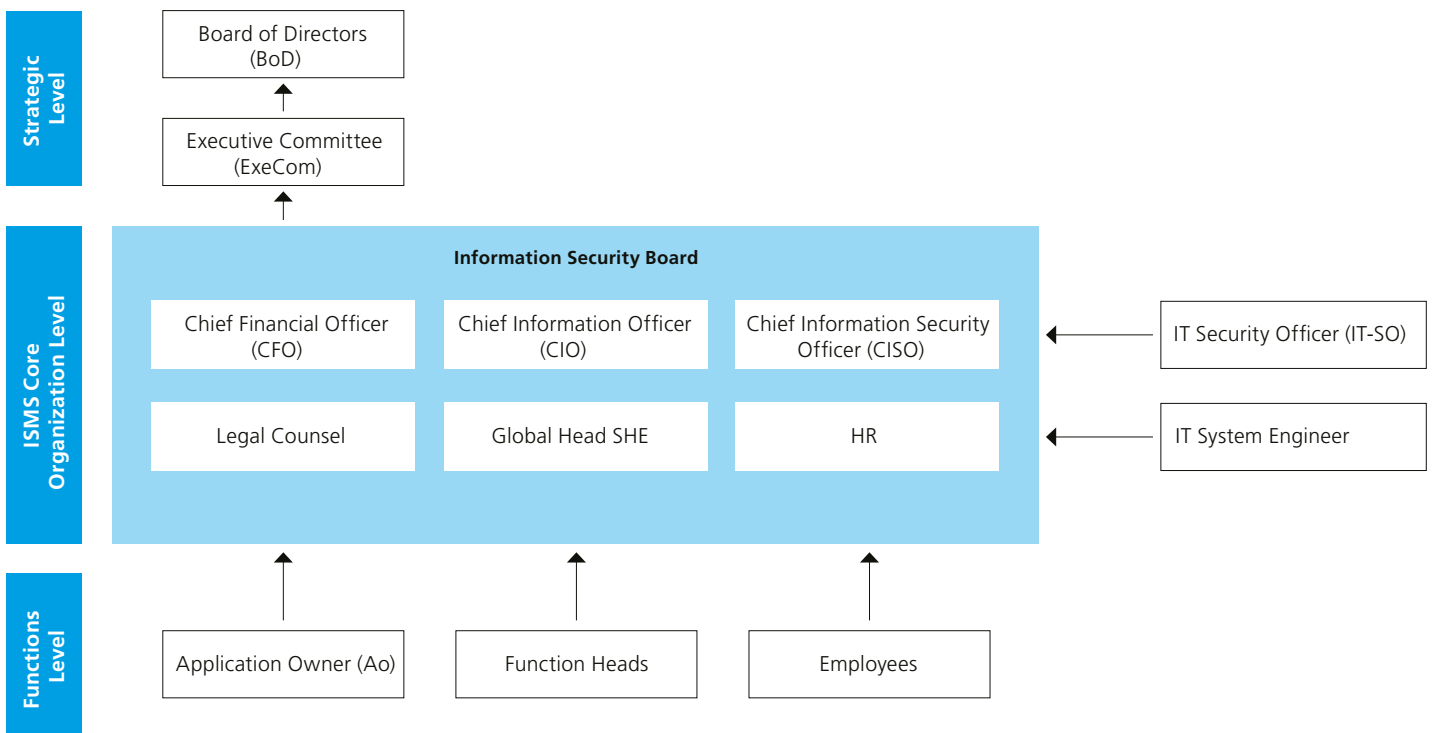 Strategic
Level
Board of Directors
(BoD)
Executive Committee
(ExeCom)
ISMS Core
Organization Level
Information Security Board
Chief Financial Officer
(CFO)
Chief Information Officer
(CIO)
Chief Information Security
Officer (CISO)
Legal Counsel
Global Head SHE
HR
IT Security Officer (IT-SO)
IT System Engineer
Functions
Level
Application Owner (Ao)
Function Heads
Employees